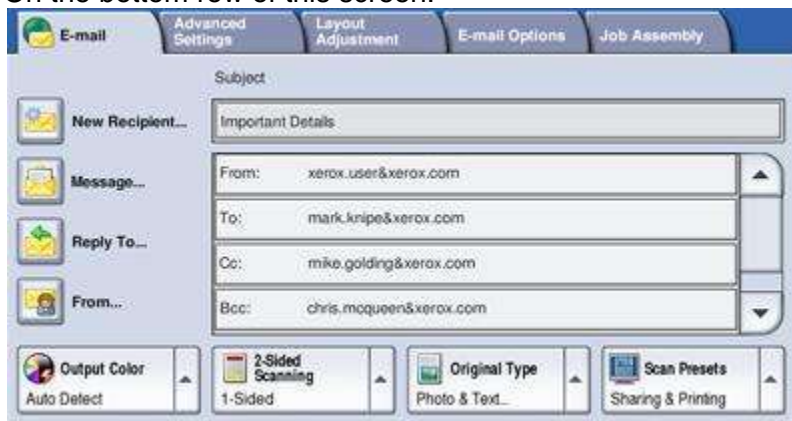 On the bottom row of this screen:
E-mail
Advanced
Settings
Layout
Adjustment
E-mail Options
Job Assembly
Subject
New Recipient...
Important Details
Message...
From: xerox.user&xerox.com
To: mark.knipe&xerox.com
Reply To...
Cc: mike.golding&xerox.com
From...
Bcc: chris.mcqueen&xerox.com
Output Color
Auto Detect
2-Sided
Scanning
1-Sided
Original Type
Photo & Text...
Scan Presets
Sharing & Printing